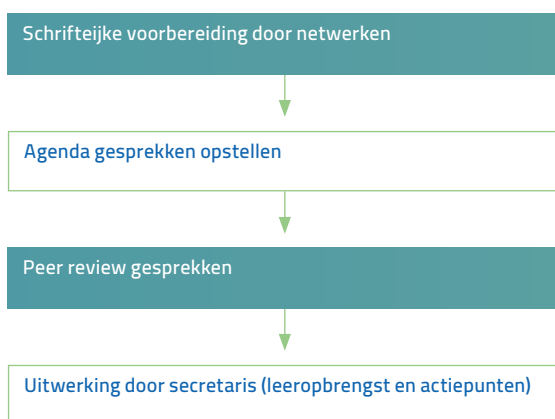 Schrifteijke voorbereiding door netwerken
Agenda gesprekken opstellen
Peer review gesprekken
Uitwerking door secretaris (leeropbrengst en actiepunten)